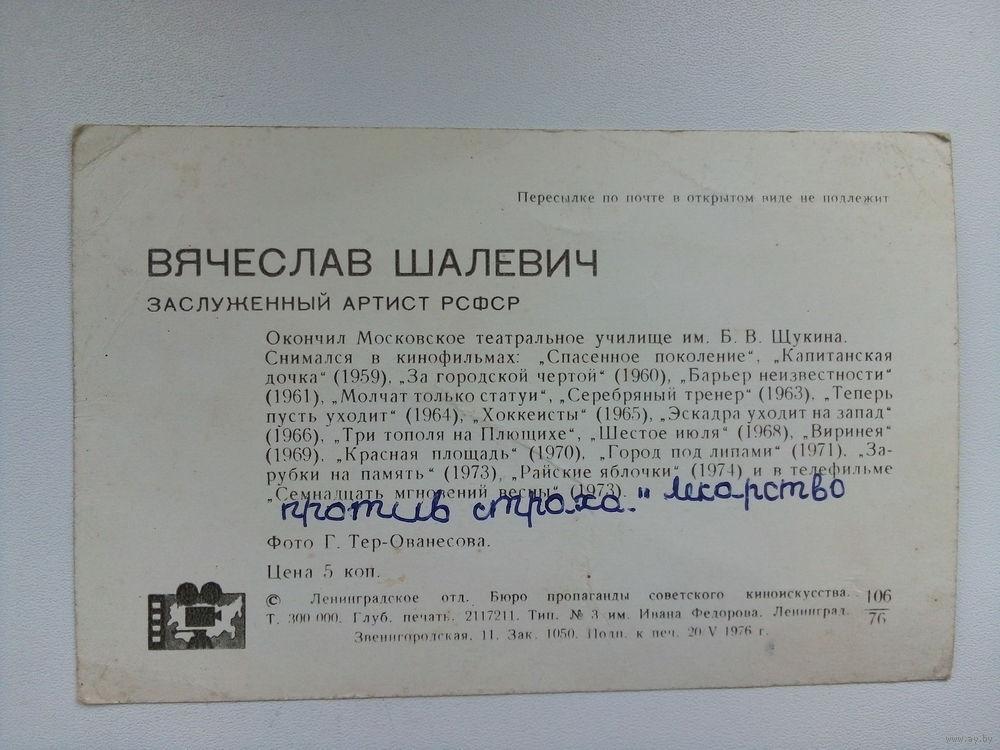 Пересылке по почте в открытом виде не подлежит
ВЯЧЕСЛАВ ШАЛЕВИЧ
ЗАСЛУЖЕННЫЙ АРТИСТ РСФСР
Окончил Московское театральное училище им. Б. В. Щукина.
Снимался в кинофильмах: „Спасенное поколение“, „Капитанская
дочка“ (1959), „За городской чертой“ (1960), „Барьер неизвестности“
(1961), „Молчат только статуи“, „Серебряный тренер“ (1963), „Теперь
пусть уходит“ (1964), „Хоккеисты“ (1965), „Эскадра уходит на запад“
(1966), „Три тополя на Плющихе“, „Шестое июля“ (1968), „Виринея“
(1969), „Красная площадь“ (1970), „Город под липами“ (1971), „За-
рубки на память“ (1973), „Райские яблочки“ (1974) и в телефильме
„Семнадцать мгновений весны“ (1973).
против страха." лекарство
Фото Г. Тер-Ованесова.
Цена 5 коп.
© Ленинградское отд. Бюро пропаганды советского киноискусства. 106
Т. 300 000. Глуб. печать. 2117211. Тип. № 3 им. Ивана Федорова. Ленинград. 76
Звенигородская, 11. Зак. 1050. Подп. к печ. 20/V 1976 г.
www.ay.by